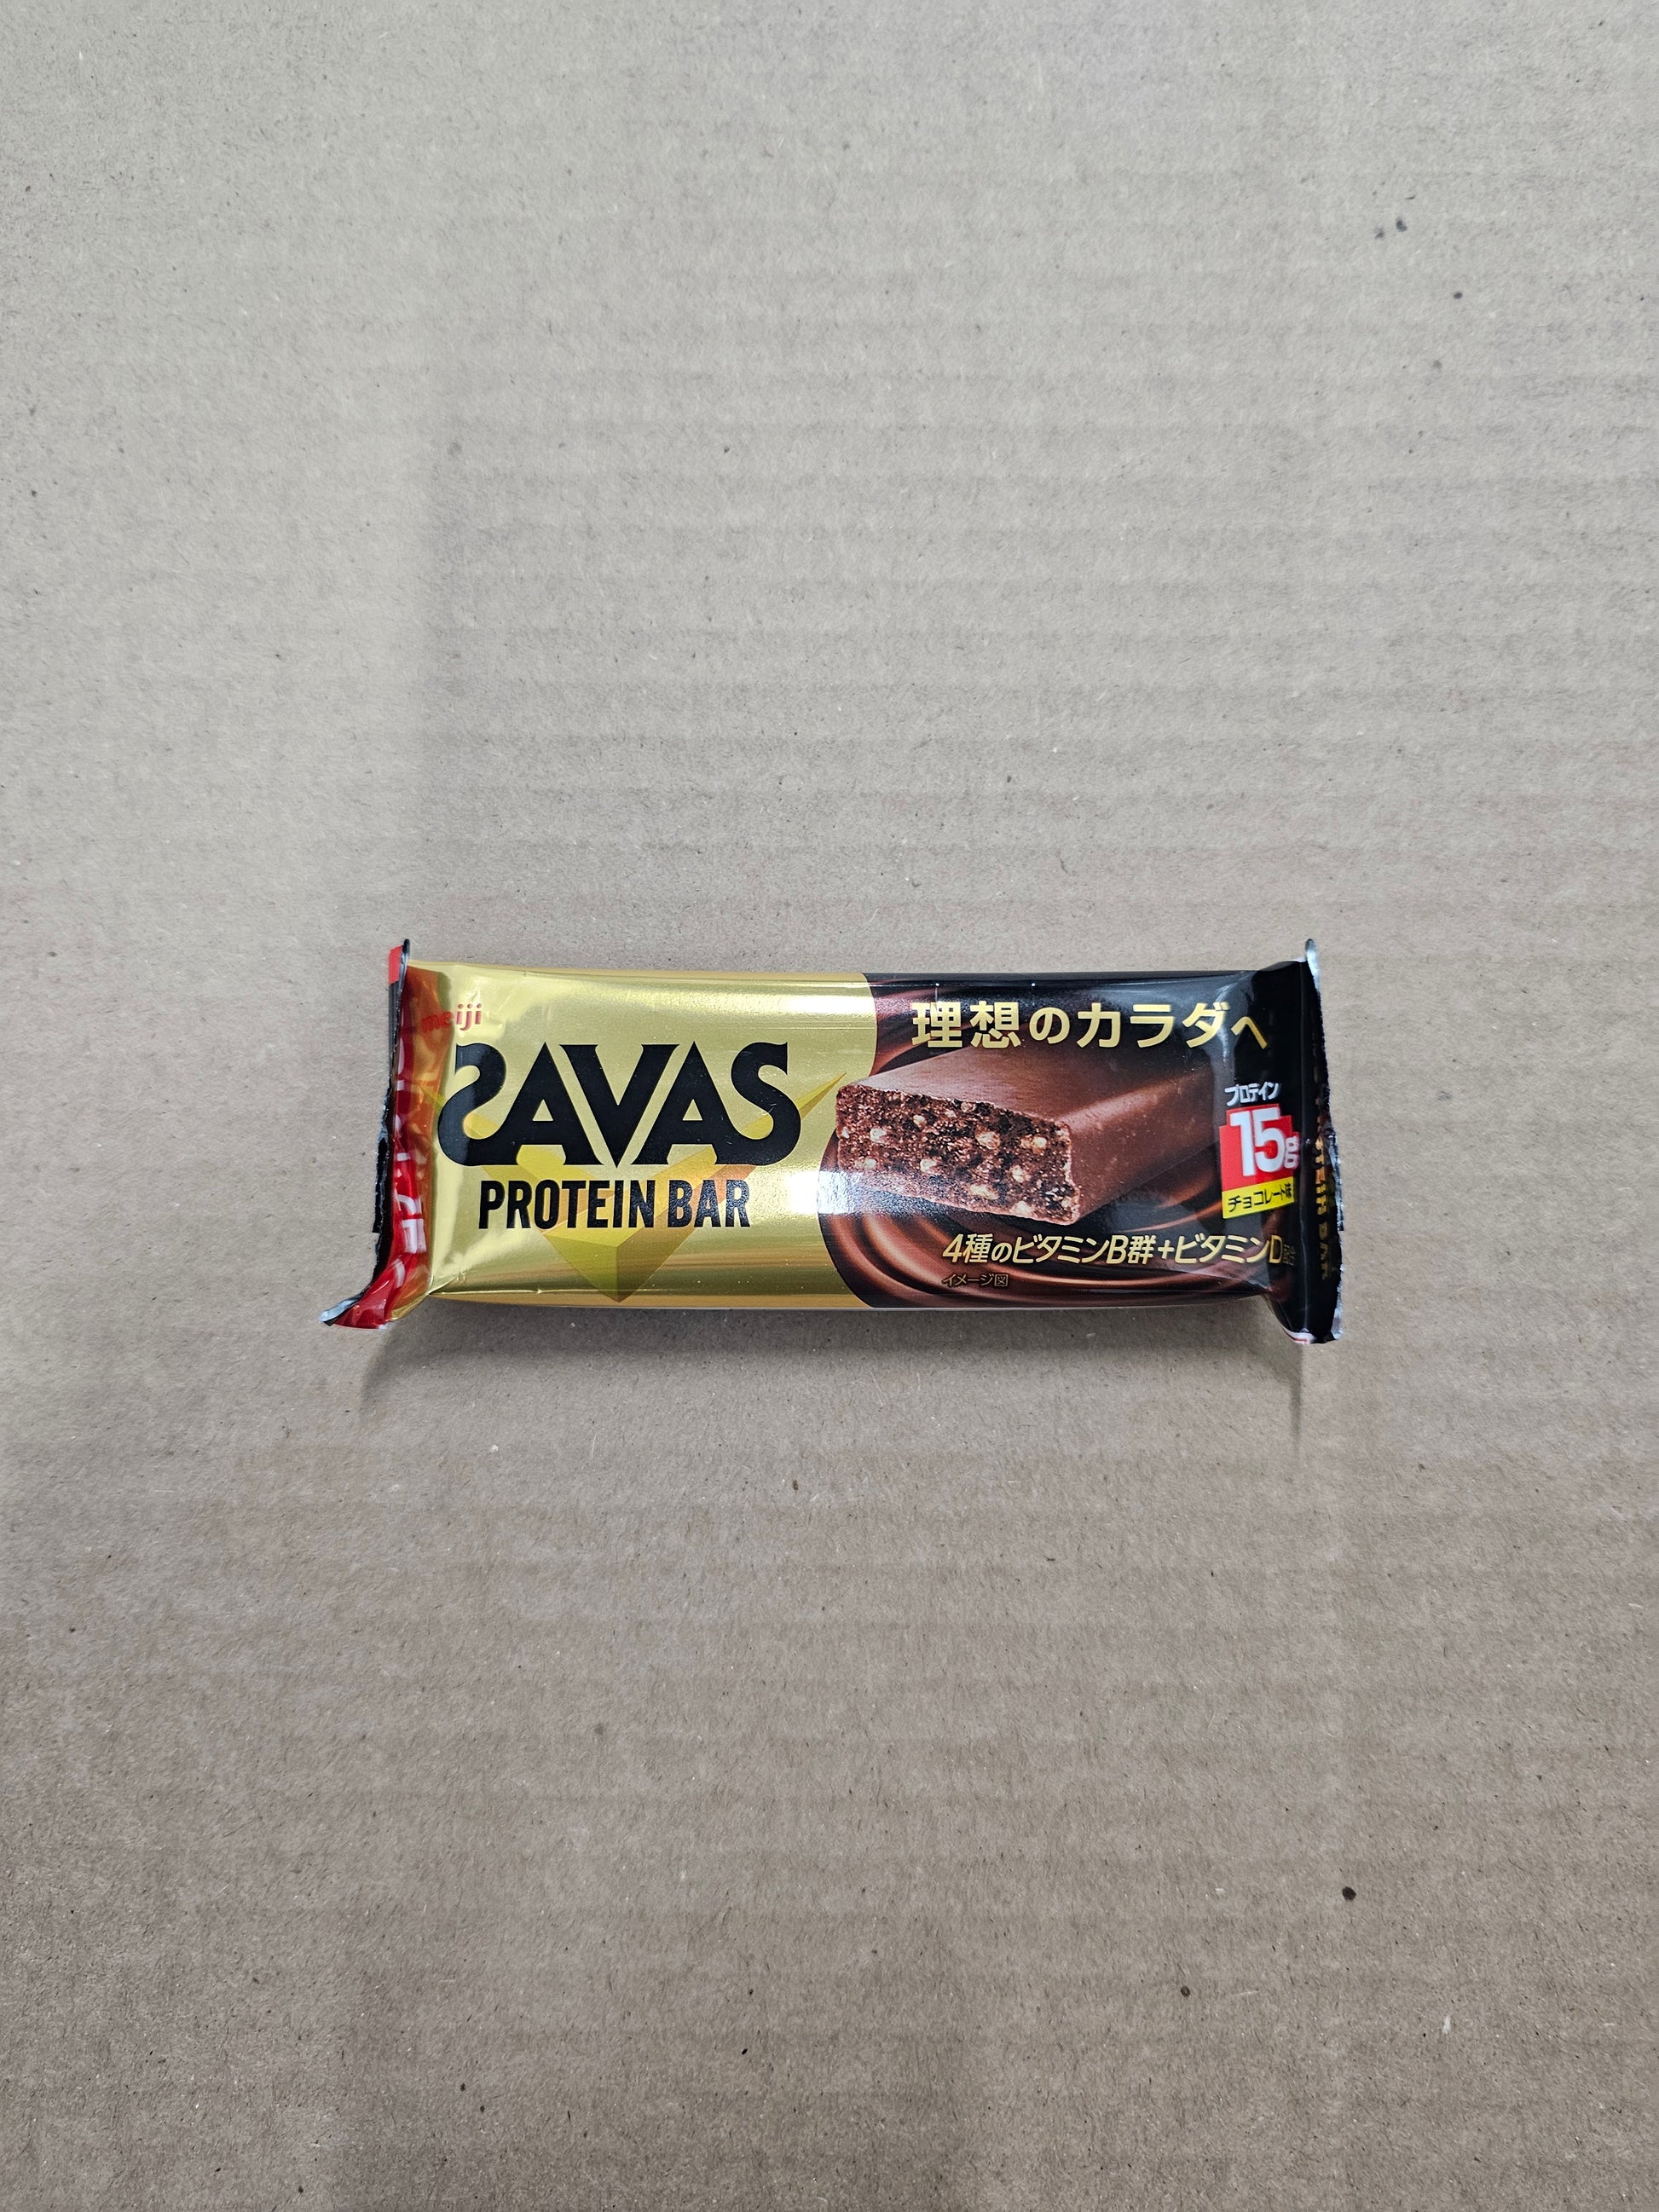 meiji
SAVAS
PROTEIN BAR
理想のカラダへ
プロテイン
15g
チョコレート味
4種のビタミンB群+ビタミンD
イメージ図